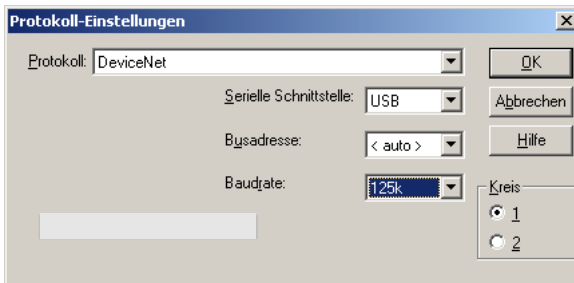 Protokoll-Einstellungen
Protokoll: DeviceNet
OK
Serielle Schnittstelle: USB
Abbrechen
Busadresse: < auto >
Hilfe
Baudrate: 125k
Kreis
1
2